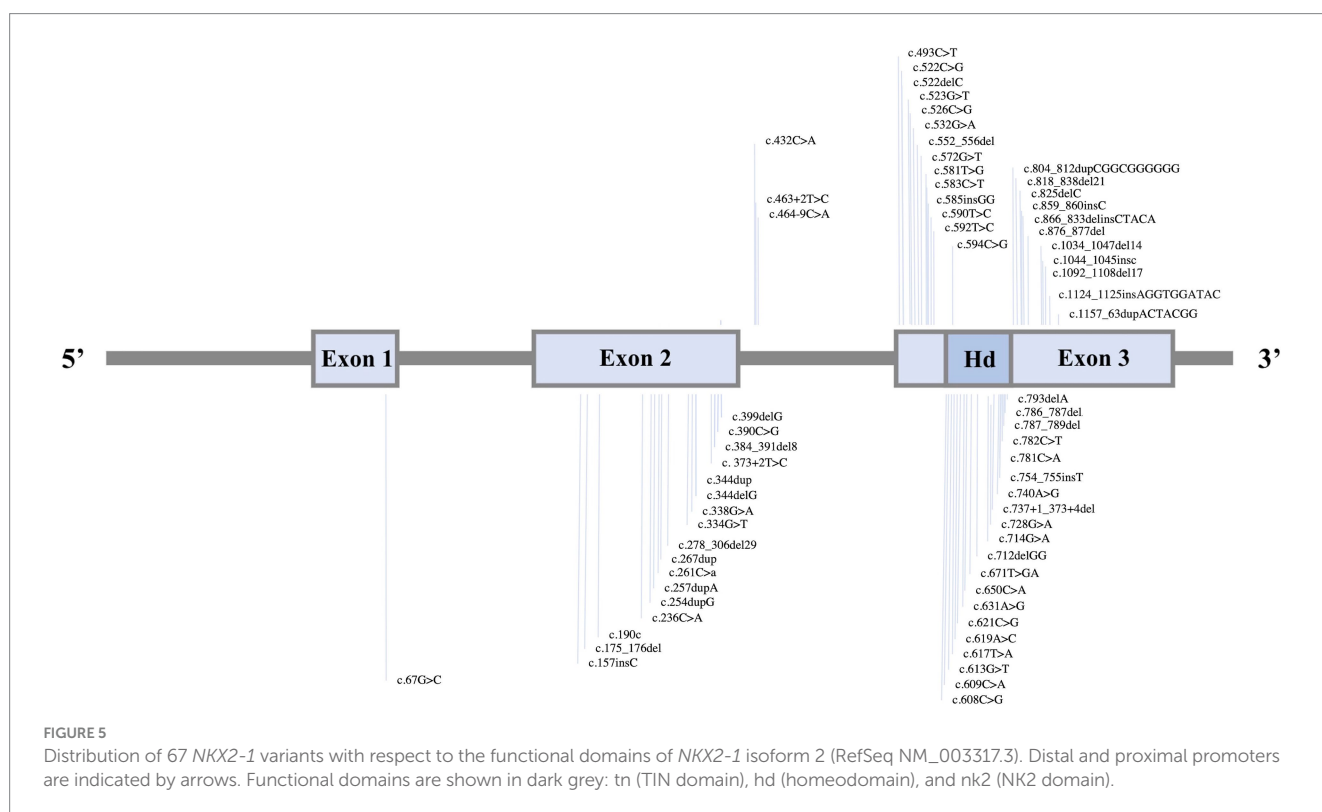 c.493C>T
c.522C>G
c.522delC
c.523G>T
c.526C>G
c.532G>A
c.552_556del
c.572G>T
c.581T>G
c.583C>T
c.585insGG
c.590T>C
c.592T>C
c.594C>G
c.432C>A
c.463+2T>C
c.464-9C>A
c.804_812dupCGGCGGGGGG
c.818_838del21
c.825delC
c.859_860insC
c.866_833delinsCTACA
c.876_877del
c.1034_1047del14
c.1044_1045insc
c.1092_1108del17
c.1124_1125insAGGTGGATAC
c.1157_63dupACTACGG
5’ Exon 1 Exon 2 Hd Exon 3 3’
c.399delG
c.390C>G
c.384_391del8
c. 373+2T>C
c.344dup
c.344delG
c.338G>A
c.334G>T
c.278_306del29
c.267dup
c.261C>a
c.257dupA
c.254dupG
c.236C>A
c.190c
c.175_176del
c.157insC
c.67G>C
c.793delA
c.786_787del
c.787_789del
c.782C>T
c.781C>A
c.754_755insT
c.740A>G
c.737+1_373+4del
c.728G>A
c.714G>A
c.712delGG
c.671T>GA
c.650C>A
c.631A>G
c.621C>G
c.619A>C
c.617T>A
c.613G>T
c.609C>A
c.608C>G
FIGURE 5
Distribution of 67 NKX2-1 variants with respect to the functional domains of NKX2-1 isoform 2 (RefSeq NM_003317.3). Distal and proximal promoters
are indicated by arrows. Functional domains are shown in dark grey: tn (TIN domain), hd (homeodomain), and nk2 (NK2 domain).